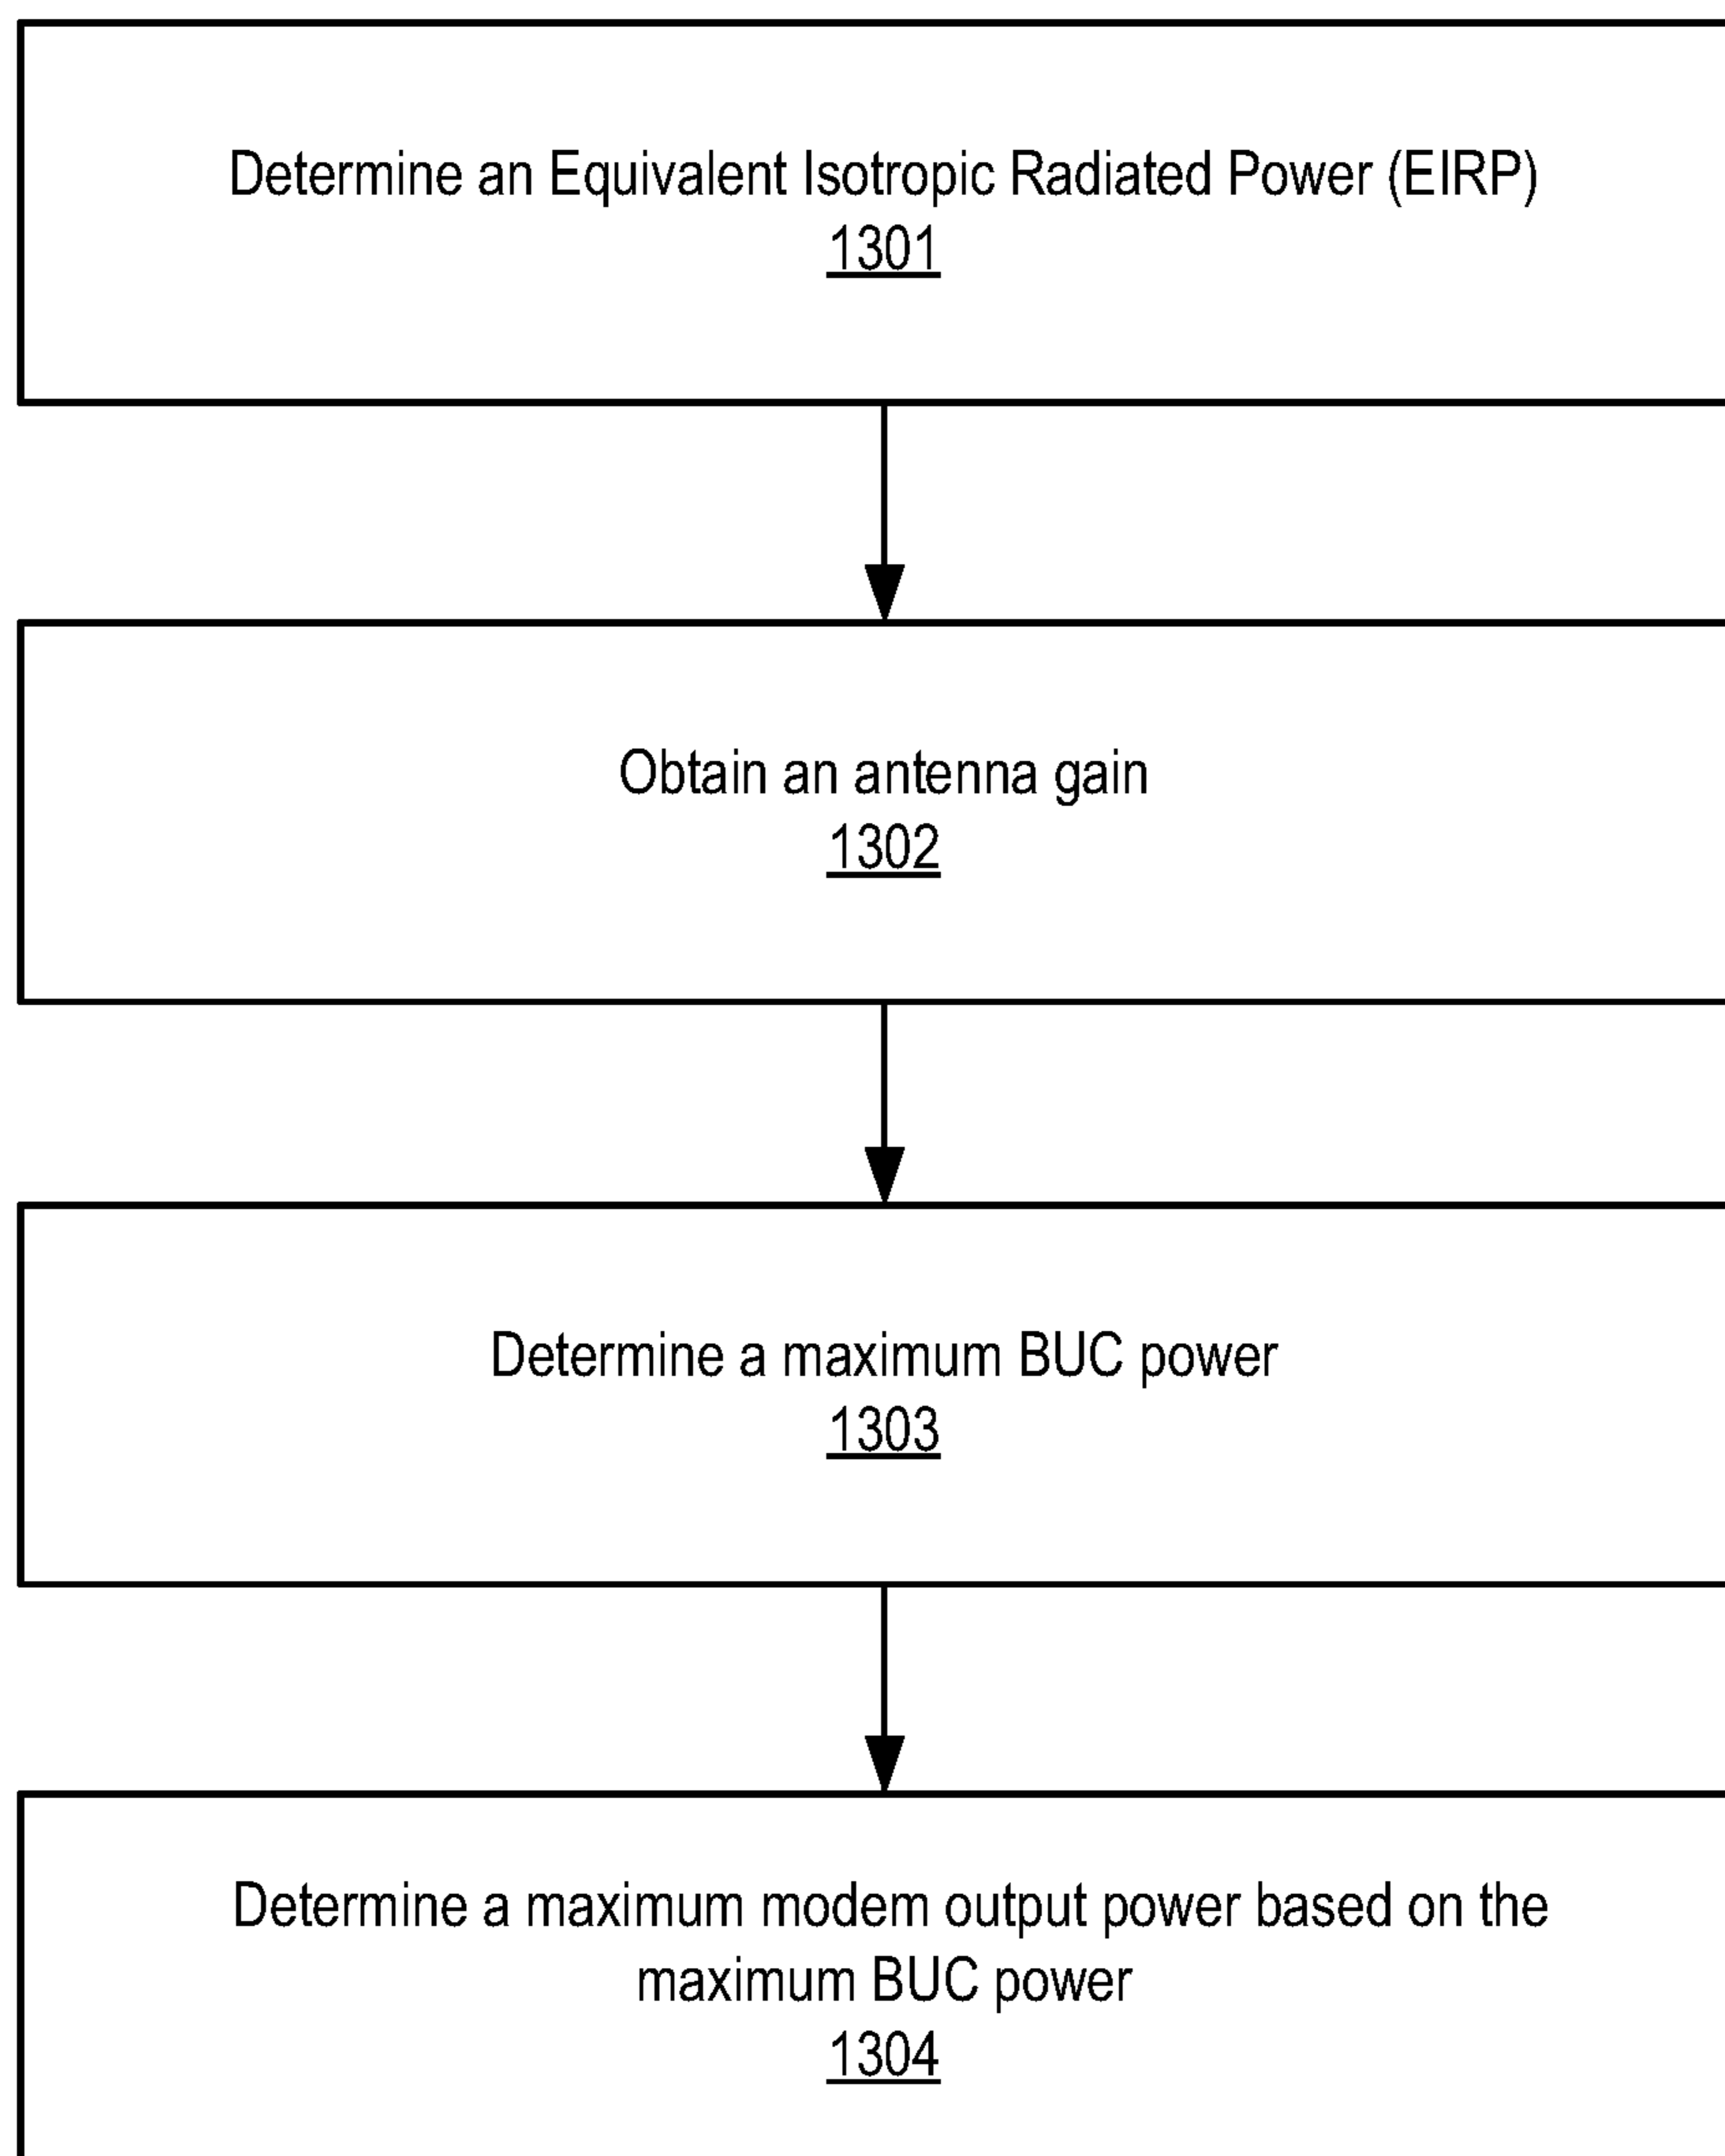 Determine an Equivalent Isotropic Radiated Power (EIRP)
1301
Obtain an antenna gain
1302
Determine a maximum BUC power
1303
Determine a maximum modem output power based on the
maximum BUC power
1304